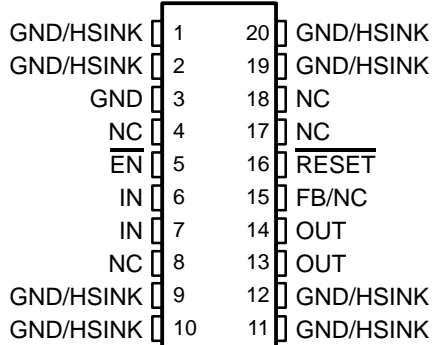 GND/HSINK 1 20 GND/HSINK
GND/HSINK 2 19 GND/HSINK
GND 3 18 NC
NC 4 17 NC
EN 5 16 RESET
IN 6 15 FB/NC
IN 7 14 OUT
NC 8 13 OUT
GND/HSINK 9 12 GND/HSINK
GND/HSINK 10 11 GND/HSINK